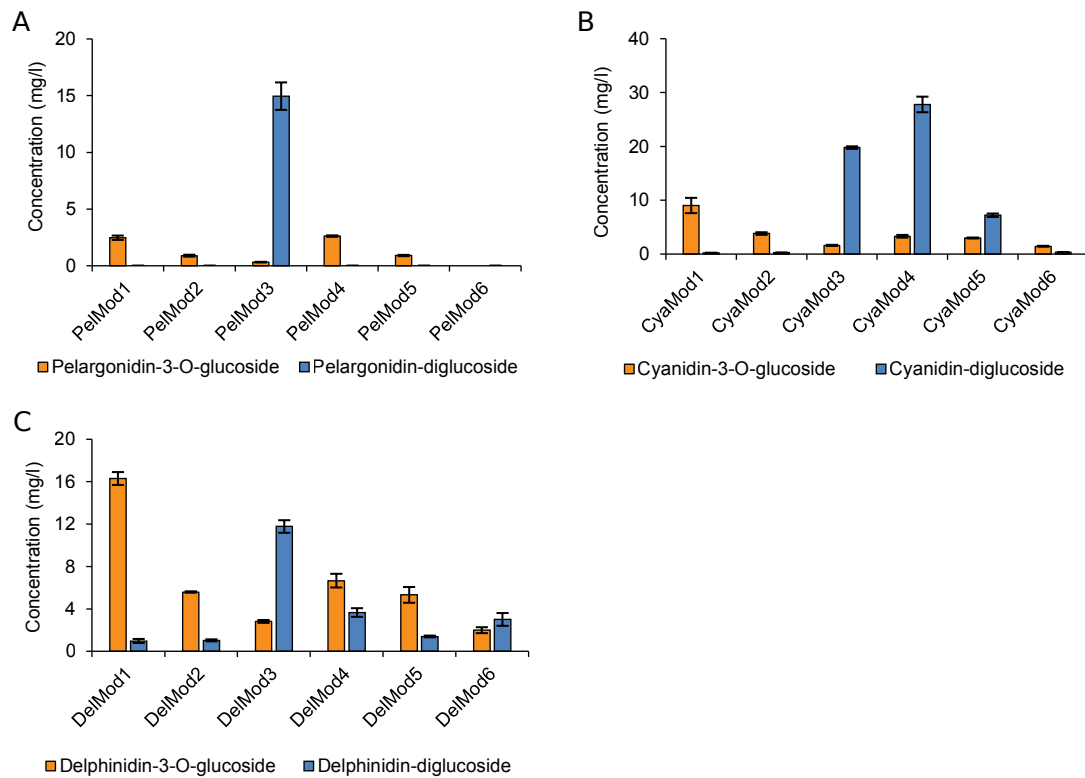 A
Concentration (mg/l)
20
15
10
5
0
PelMod1
PelMod2
PelMod3
PelMod4
PelMod5
PelMod6
Pelargonidin-3-O-glucoside
Pelargonidin-diglucoside
B
Concentration (mg/l)
40
30
20
10
0
CyaMod1
CyaMod2
CyaMod3
CyaMod4
CyaMod5
CyaMod6
Cyanidin-3-O-glucoside
Cyanidin-diglucoside
C
Concentration (mg/l)
20
16
12
8
4
0
DelMod1
DelMod2
DelMod3
DelMod4
DelMod5
DelMod6
Delphinidin-3-O-glucoside
Delphinidin-diglucoside